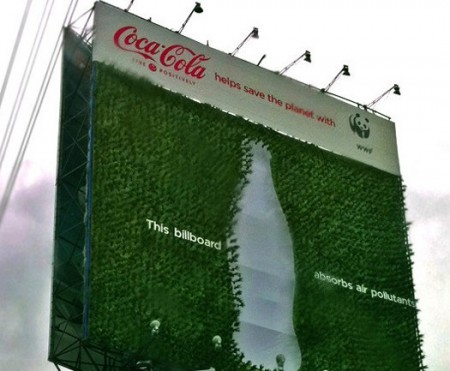 Coca-Cola
LIVE POSITIVELY
helps save the planet with
WWF
This billboard
absorbs air pollutants